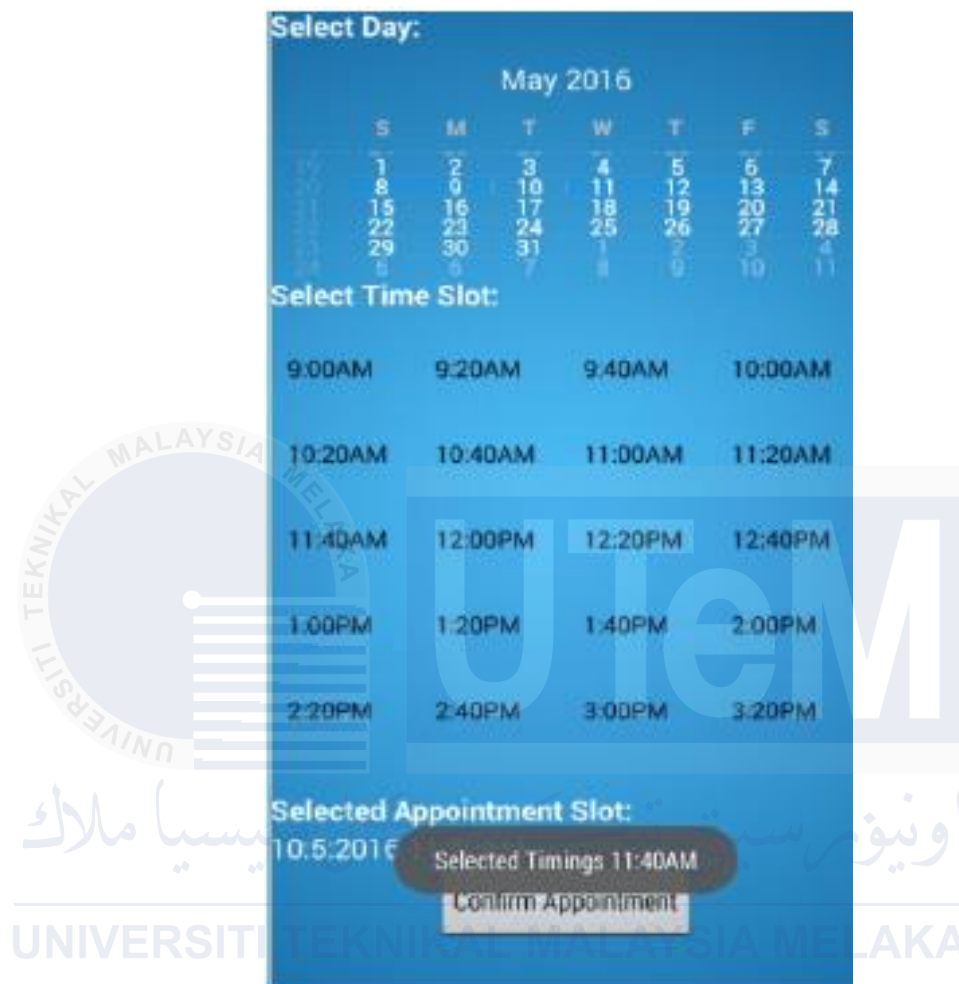 Select Day:
May 2016
S M T W T F S
1 2 3 4 5 6 7
8 9 10 11 12 13 14
15 16 17 18 19 20 21
22 23 24 25 26 27 28
29 30 31 1 2 3 4
5 6 7 8 9 10 11
Select Time Slot:
9:00AM 9:20AM 9:40AM 10:00AM
10:20AM 10:40AM 11:00AM 11:20AM
11:40AM 12:00PM 12:20PM 12:40PM
1:00PM 1:20PM 1:40PM 2:00PM
2:20PM 2:40PM 3:00PM 3:20PM
Selected Appointment Slot:
10.5.2016
Selected Timings 11:40AM
Confirm Appointment
UNIVERSITI TEKNIKAL MALAYSIA MELAKA
UTeM
UNIVERSITI TEKNIKAL MALAYSIA MELAKA